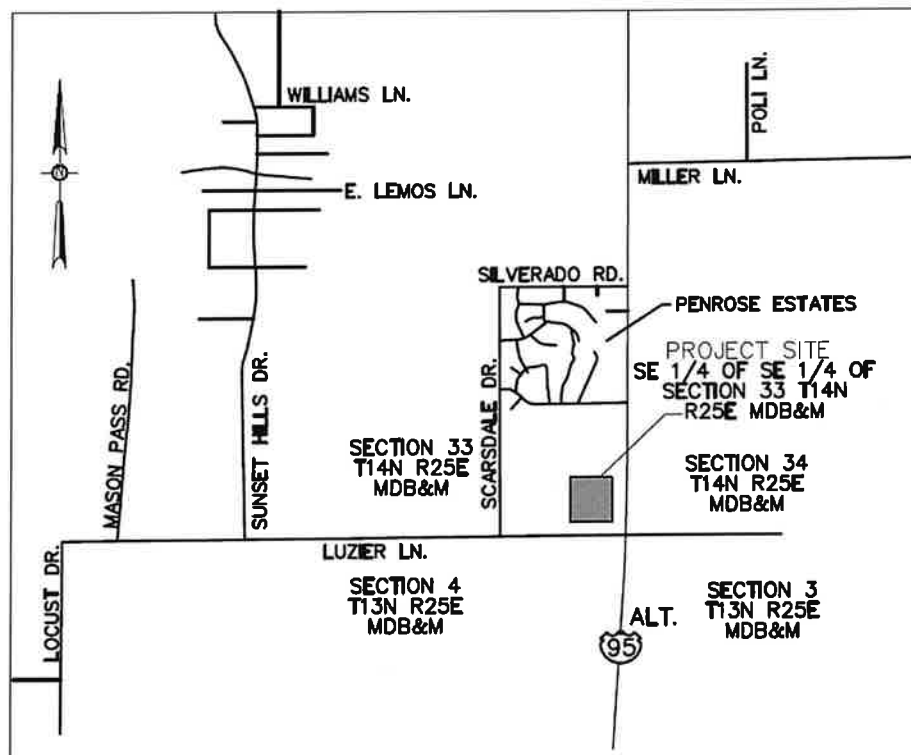 WILLIAMS LN.
POLI LN.
N
MILLER LN.
E. LEMOS LN.
SILVERADO RD.
PENROSE ESTATES
PROJECT SITE
SE 1/4 OF SE 1/4 OF
SECTION 33 T14N
R25E MDB&M
MASON PASS RD.
SUNSET HILLS DR.
SCARSDALE DR.
SECTION 33
T14N R25E
MDB&M
SECTION 34
T14N R25E
MDB&M
LUZIER LN.
LOCUST DR.
SECTION 4
T13N R25E
MDB&M
SECTION 3
T13N R25E
MDB&M
ALT.
95